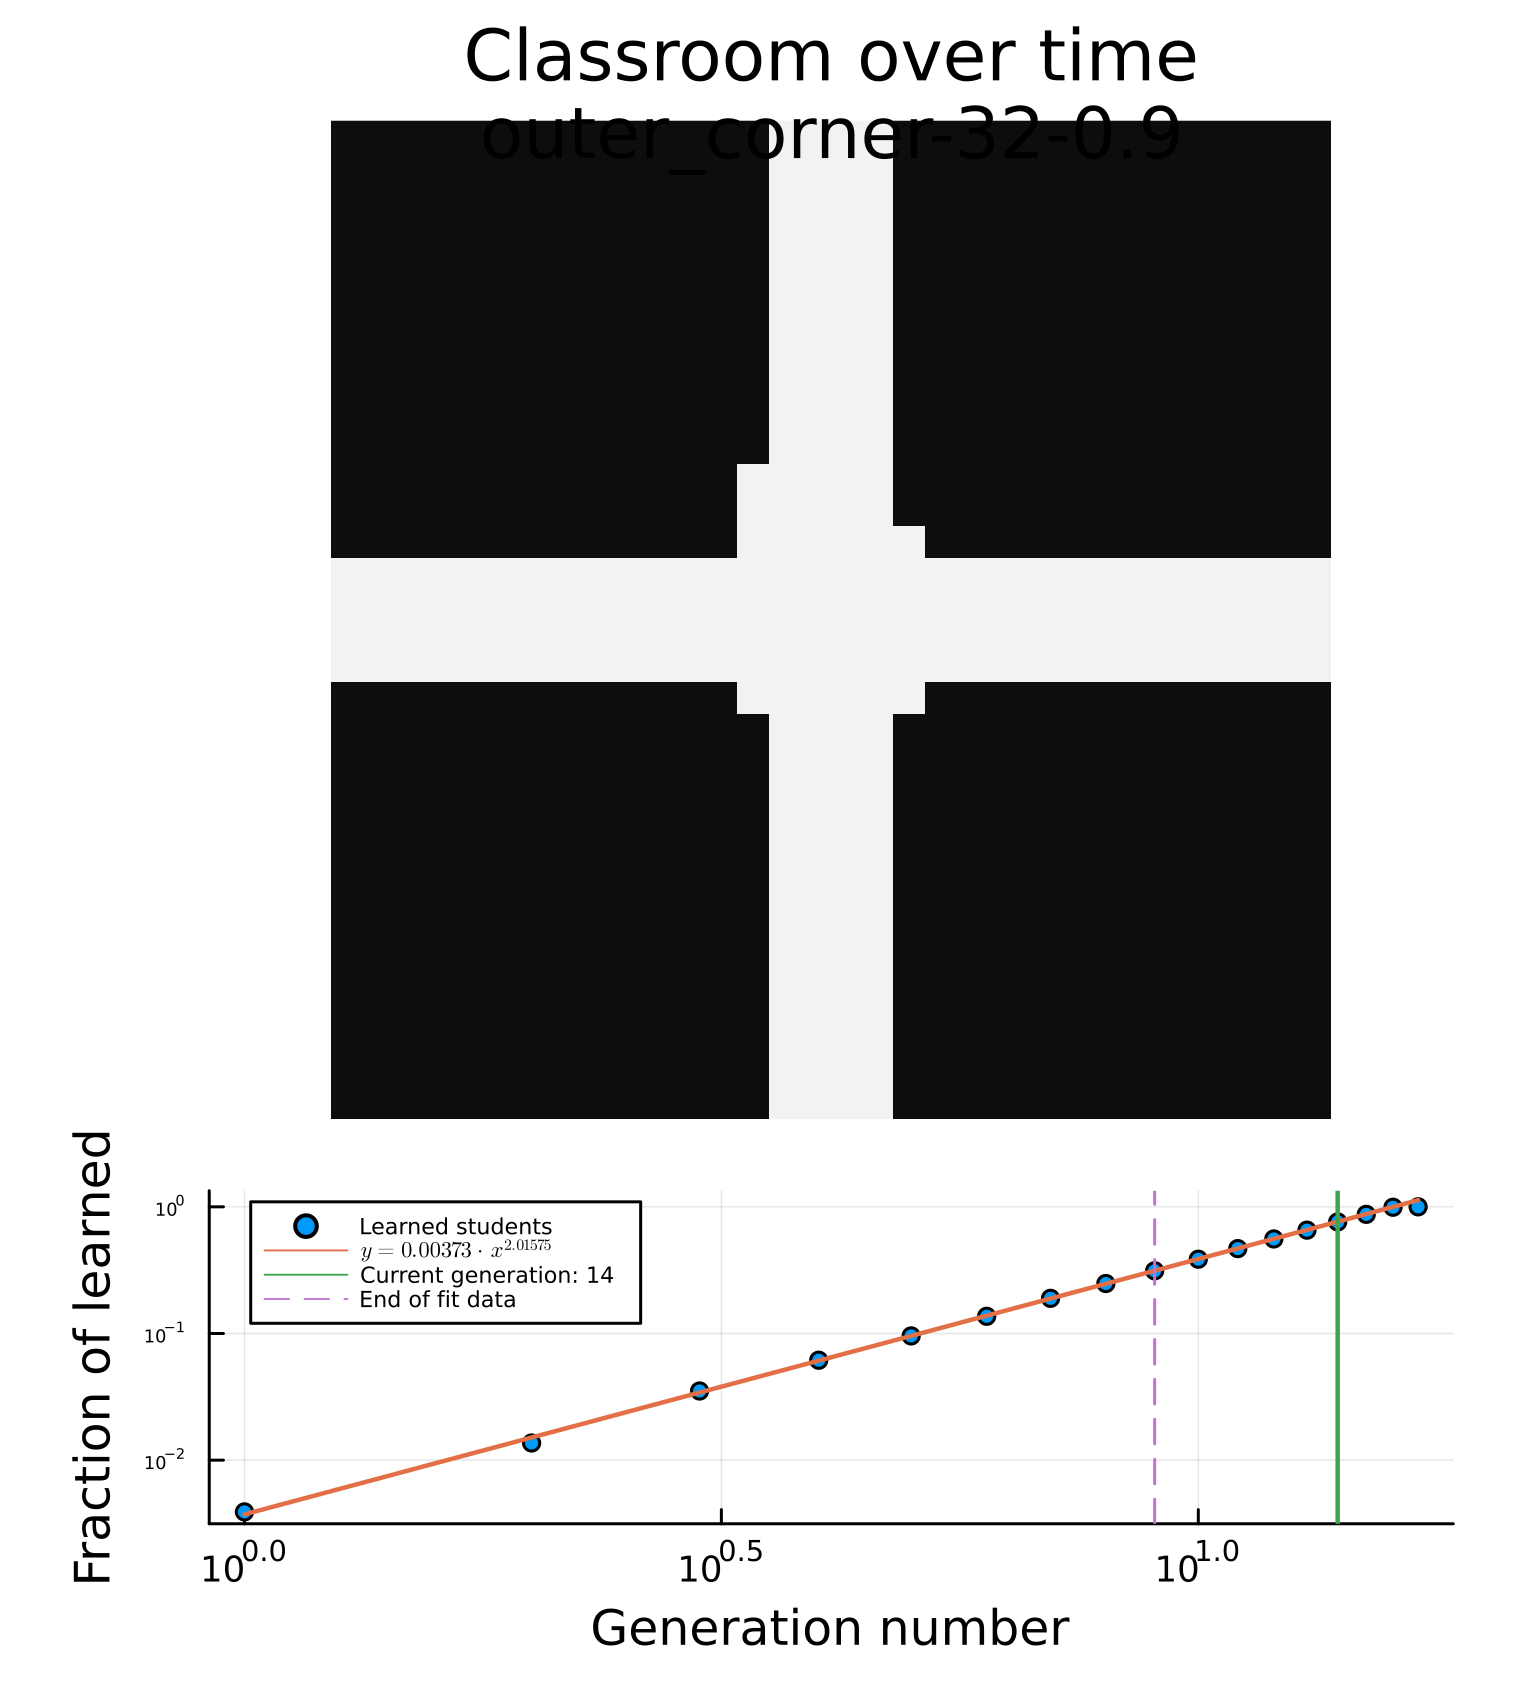 Classroom over time
outer_corner-32-0.9
Fraction of learned
10^0
10^−1
10^−2
Learned students
y = 0.00373 · x^2.01575
Current generation: 14
End of fit data
10^0.0 10^0.5 10^1.0
Generation number